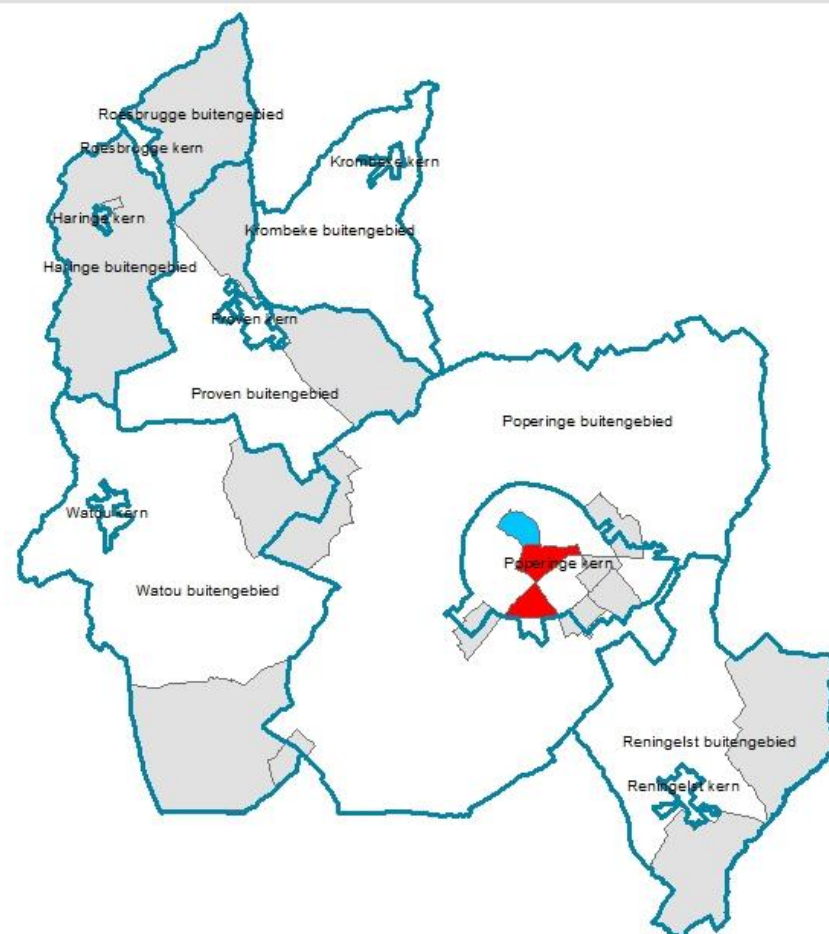 Roesbrugge buitengebied
Roesbrugge kern
Krombeke kern
Haringe kern
Krombeke buitengebied
Haringe buitengebied
Proven kern
Proven buitengebied
Poperinge buitengebied
Watou kern
Poperinge kern
Watou buitengebied
Reningelst buitengebied
Reningelst kern